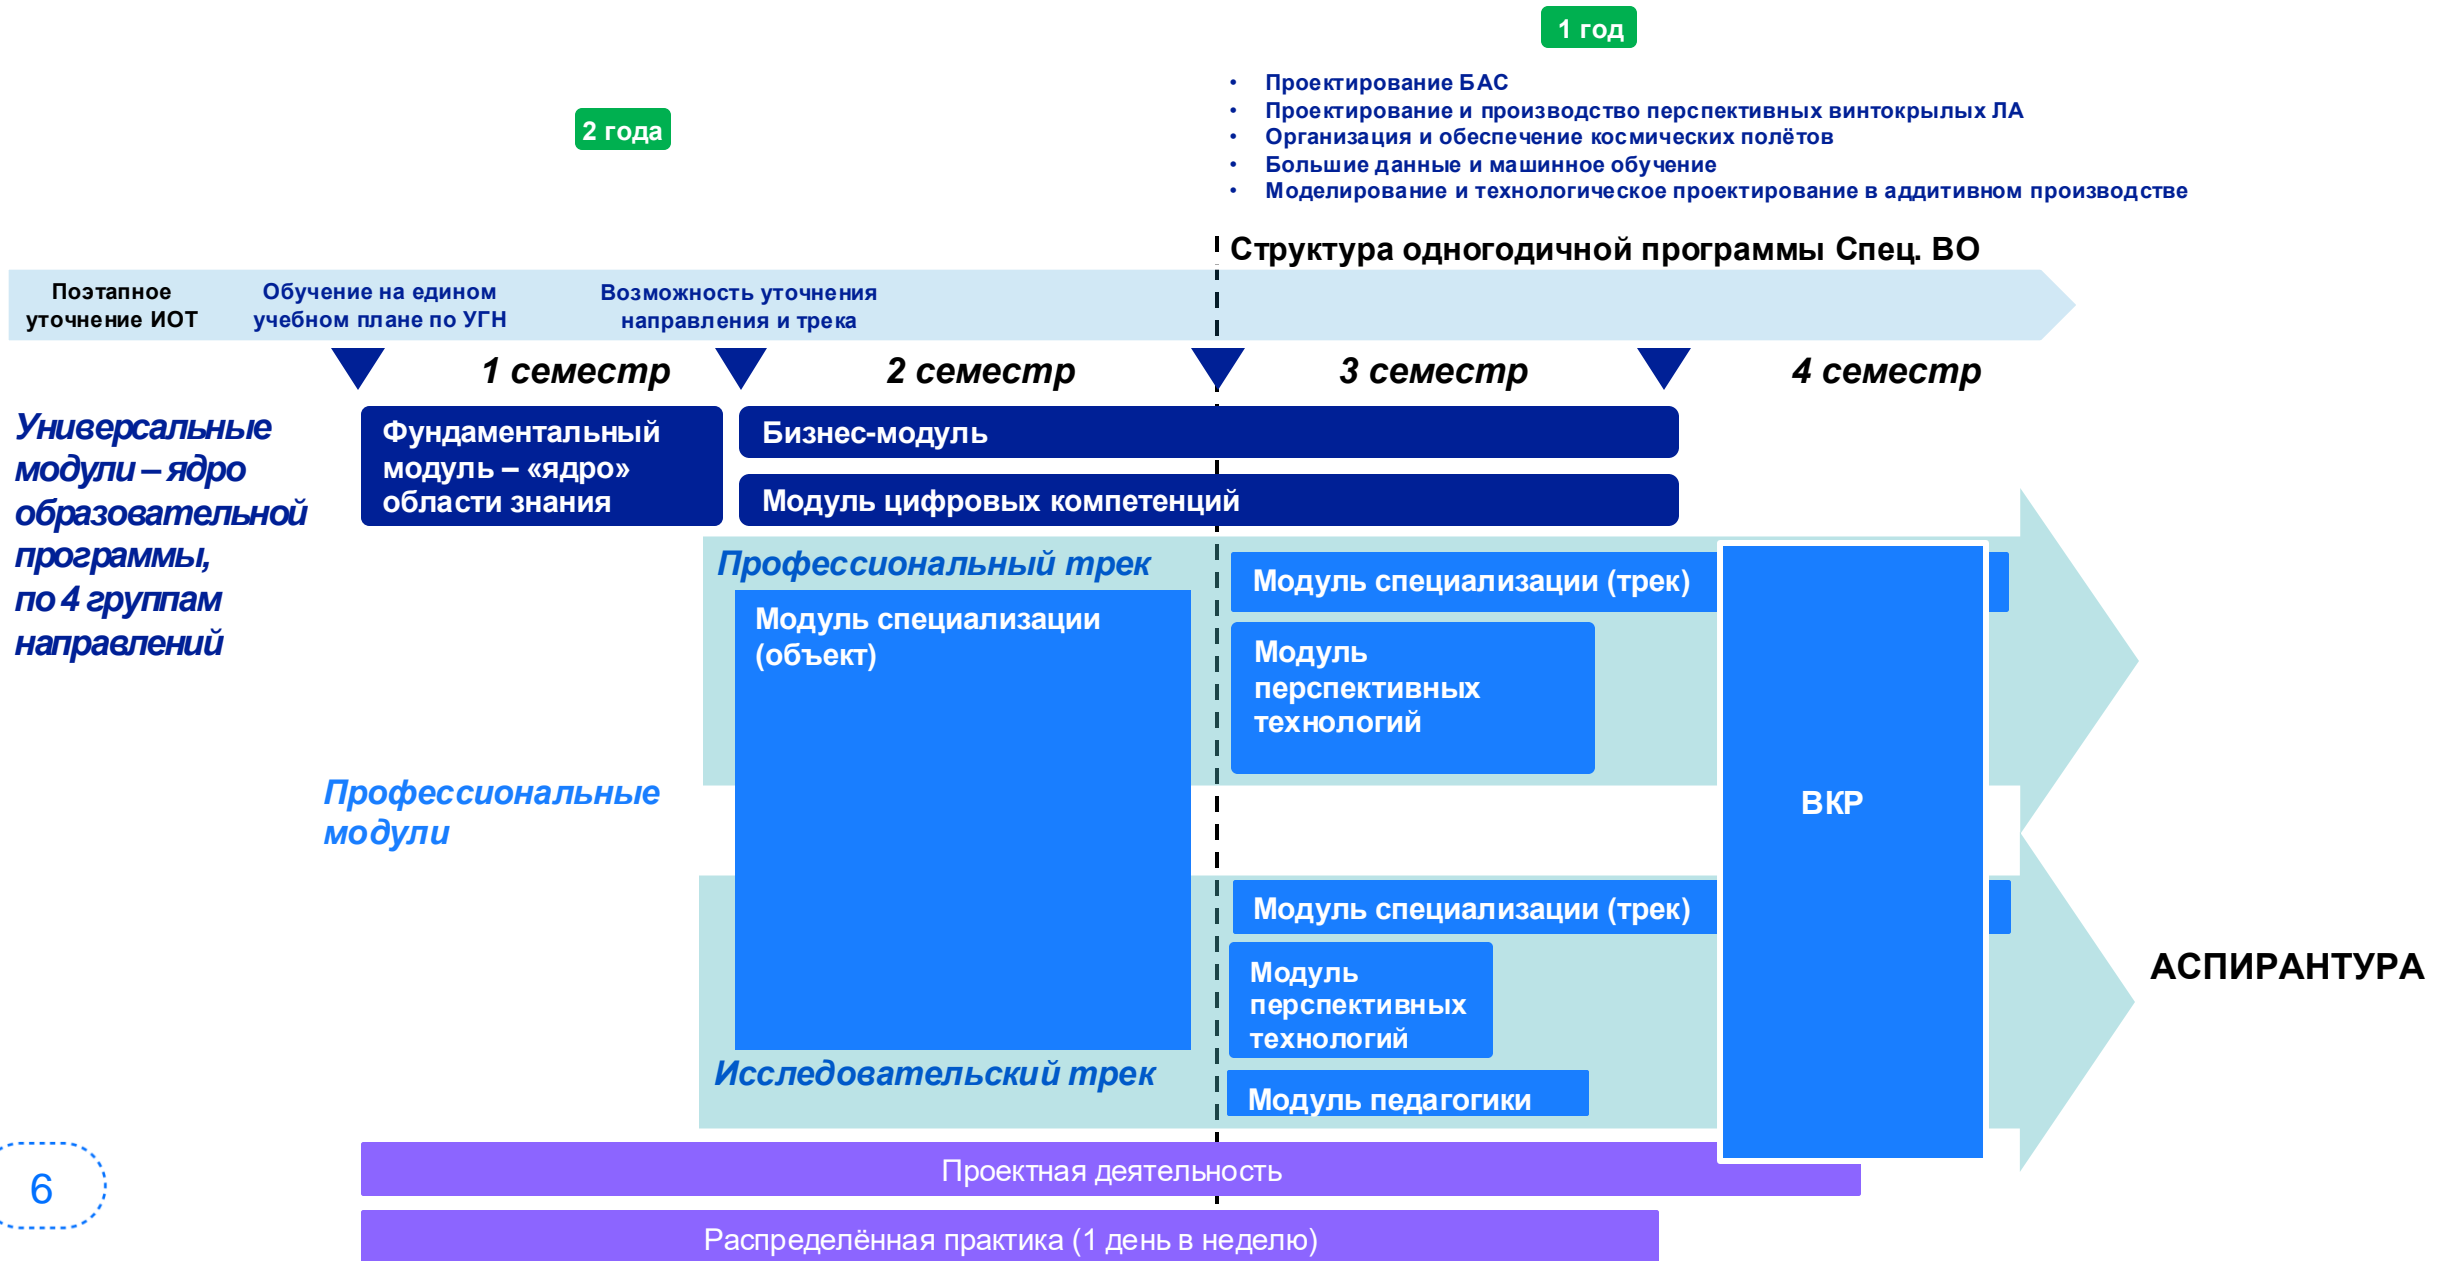 1 год
• Проектирование БАС
• Проектирование и производство перспективных винтокрылых ЛА
• Организация и обеспечение космических полётов
• Большие данные и машинное обучение
• Моделирование и технологическое проектирование в аддитивном производстве
2 года
Структура одногодичной программы Спец. ВО
Поэтапное
уточнение ИОТ
Обучение на едином
учебном плане по УГН
Возможность уточнения
направления и трека
1 семестр
2 семестр
3 семестр
4 семестр
Универсальные
модули – ядро
образовательной
программы,
по 4 группам
направлений
Фундаментальный
модуль – «ядро»
области знания
Бизнес-модуль
Модуль цифровых компетенций
Профессиональный трек
Модуль специализации
(объект)
Модуль специализации (трек)
Модуль
перспективных
технологий
Профессиональные
модули
ВКР
Модуль специализации (трек)
Модуль
перспективных
технологий
Модуль педагогики
Исследовательский трек
АСПИРАНТУРА
Проектная деятельность
Распределённая практика (1 день в неделю)
6